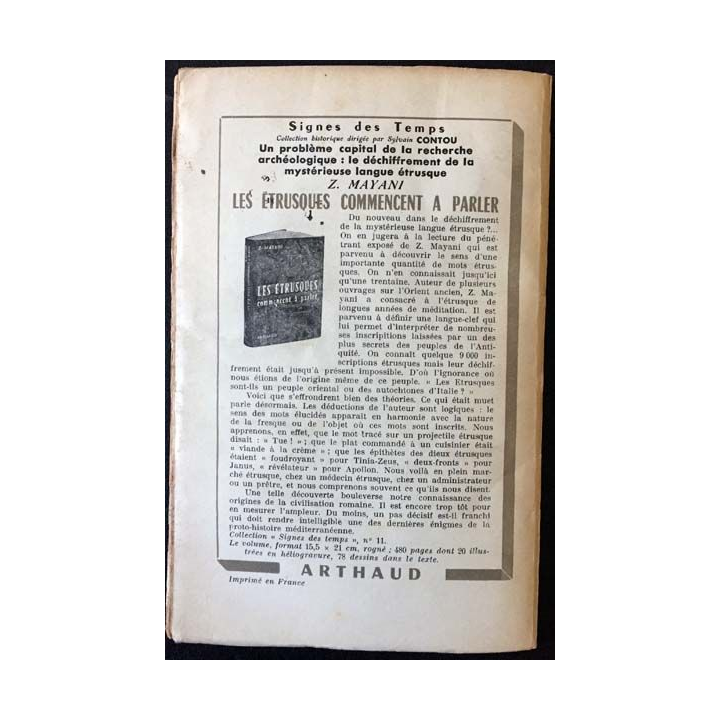 Signes des Temps
Collection historique dirigée par Sylvain CONTOU
Un problème capital de la recherche
archéologique : le déchiffrement de la
mystérieuse langue étrusque
Z. MAYANI
LES ÉTRUSQUES COMMENCENT A PARLER
Du nouveau dans le déchiffrement
de la mystérieuse langue étrusque ?...
On en jugera à la lecture du péné-
trant exposé de Z. Mayani qui est
parvenu à découvrir le sens d'une
importante quantité de mots étrus-
ques. On n'en connaissait jusqu'ici
qu'une trentaine. Auteur de plusieurs
ouvrages sur l'Orient ancien, Z. Ma-
yani a consacré à l'étrusque de
longues années de méditation. Il est
parvenu à définir une langue-clef qui
lui permet d'interpréter de nombreu-
ses inscriptions laissées par un des
plus secrets des peuples de l'Anti-
quité. On connaît quelque 9 000 ins-
criptions étrusques mais leur déchif-
frement était jusqu'à présent impossible. D'où l'ignorance où
nous étions de l'origine même de ce peuple. « Les Etrusques
sont-ils un peuple oriental ou des autochtones d'Italie ? »
Voici que s'effrondrent bien des théories. Ce qui était muet
parle désormais. Les déductions de l'auteur sont logiques : le
sens des mots élucidés apparaît en harmonie avec la nature
de la fresque ou de l'objet où ces mots sont inscrits. Nous
apprenons, en effet, que le mot tracé sur un projectile étrusque
disait : « Tue ! » ; que le plat commandé à un cuisinier était
« viande à la crème » ; que les épithètes des dieux étrusques
étaient « foudroyant » pour Tinia-Zeus, « deux-fronts » pour
Janus, « révélateur » pour Apollon. Nous voilà en plein mar-
ché étrusque, chez un médecin étrusque, chez un administrateur
ou un prêtre, et nous comprenons souvent ce qu'ils nous disent.
Une telle découverte bouleverse notre connaissance des
origines de la civilisation romaine. Il est encore trop tôt pour
en mesurer l'ampleur. Du moins, un pas décisif est-il franchi
qui doit rendre intelligible une des dernières énigmes de la
proto-histoire méditerranéenne.
Collection « Signes des temps », n° 11.
Le volume, format 15,5 × 21 cm, rogné ; 480 pages dont 20 illus-
trées en héliogravure, 78 dessins dans le texte.
ARTHAUD
Imprimé en France
Z. MAYANI
LES ÉTRUSQUES
commencent à parler